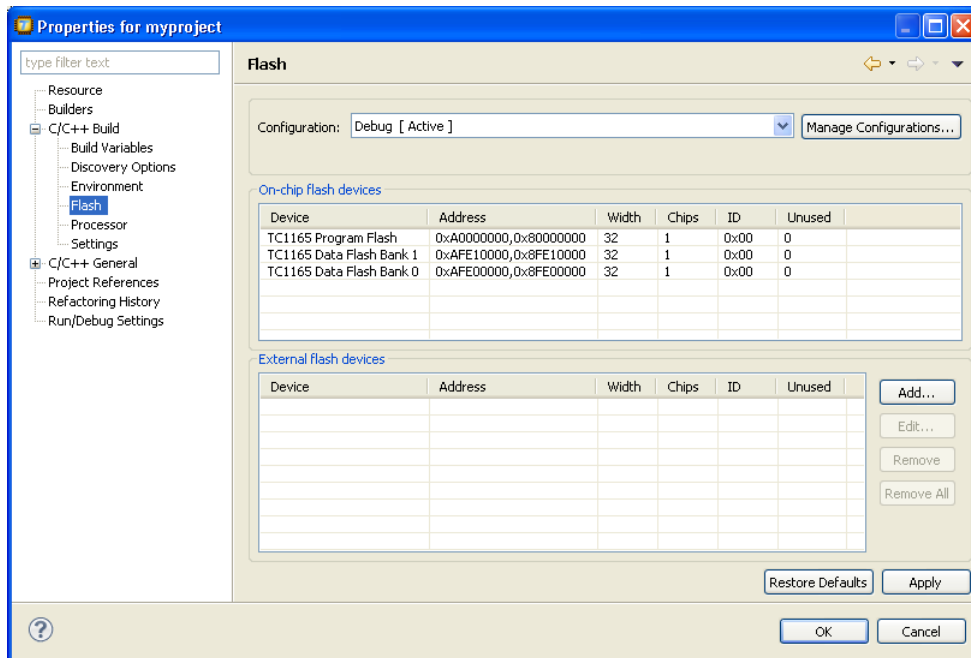 Properties for myproject
type filter text
Resource
Builders
C/C++ Build
Build Variables
Discovery Options
Environment
Flash
Processor
Settings
C/C++ General
Project References
Refactoring History
Run/Debug Settings
Flash
Configuration: Debug [ Active ] Manage Configurations...
On-chip flash devices
Device Address Width Chips ID Unused
TC1165 Program Flash 0xA0000000,0x80000000 32 1 0x00 0
TC1165 Data Flash Bank 1 0xAFE10000,0x8FE10000 32 1 0x00 0
TC1165 Data Flash Bank 0 0xAFE00000,0x8FE00000 32 1 0x00 0
External flash devices
Device Address Width Chips ID Unused
Add...
Edit...
Remove
Remove All
Restore Defaults Apply
? OK Cancel